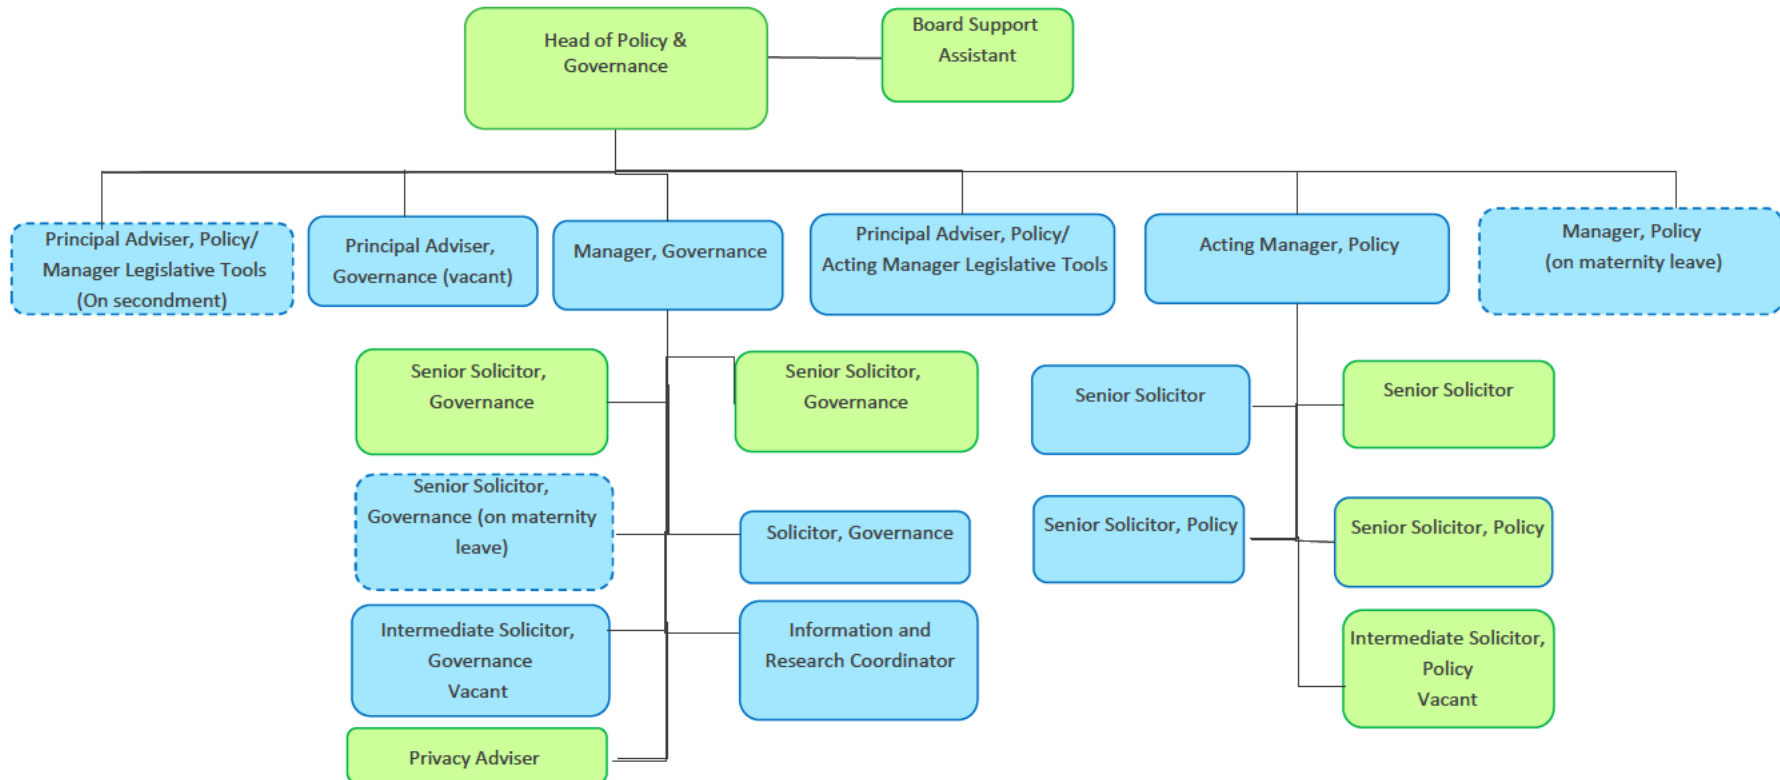 Head of Policy &
Governance
Board Support
Assistant
Principal Adviser, Policy/
Manager Legislative Tools
(On secondment)
Principal Adviser,
Governance (vacant)
Manager, Governance
Principal Adviser, Policy/
Acting Manager Legislative Tools
Acting Manager, Policy
Manager, Policy
(on maternity leave)
Senior Solicitor,
Governance
Senior Solicitor,
Governance
Senior Solicitor
Senior Solicitor
Senior Solicitor,
Governance (on maternity
leave)
Solicitor, Governance
Senior Solicitor, Policy
Senior Solicitor, Policy
Intermediate Solicitor,
Governance
Vacant
Information and
Research Coordinator
Intermediate Solicitor,
Policy
Vacant
Privacy Adviser